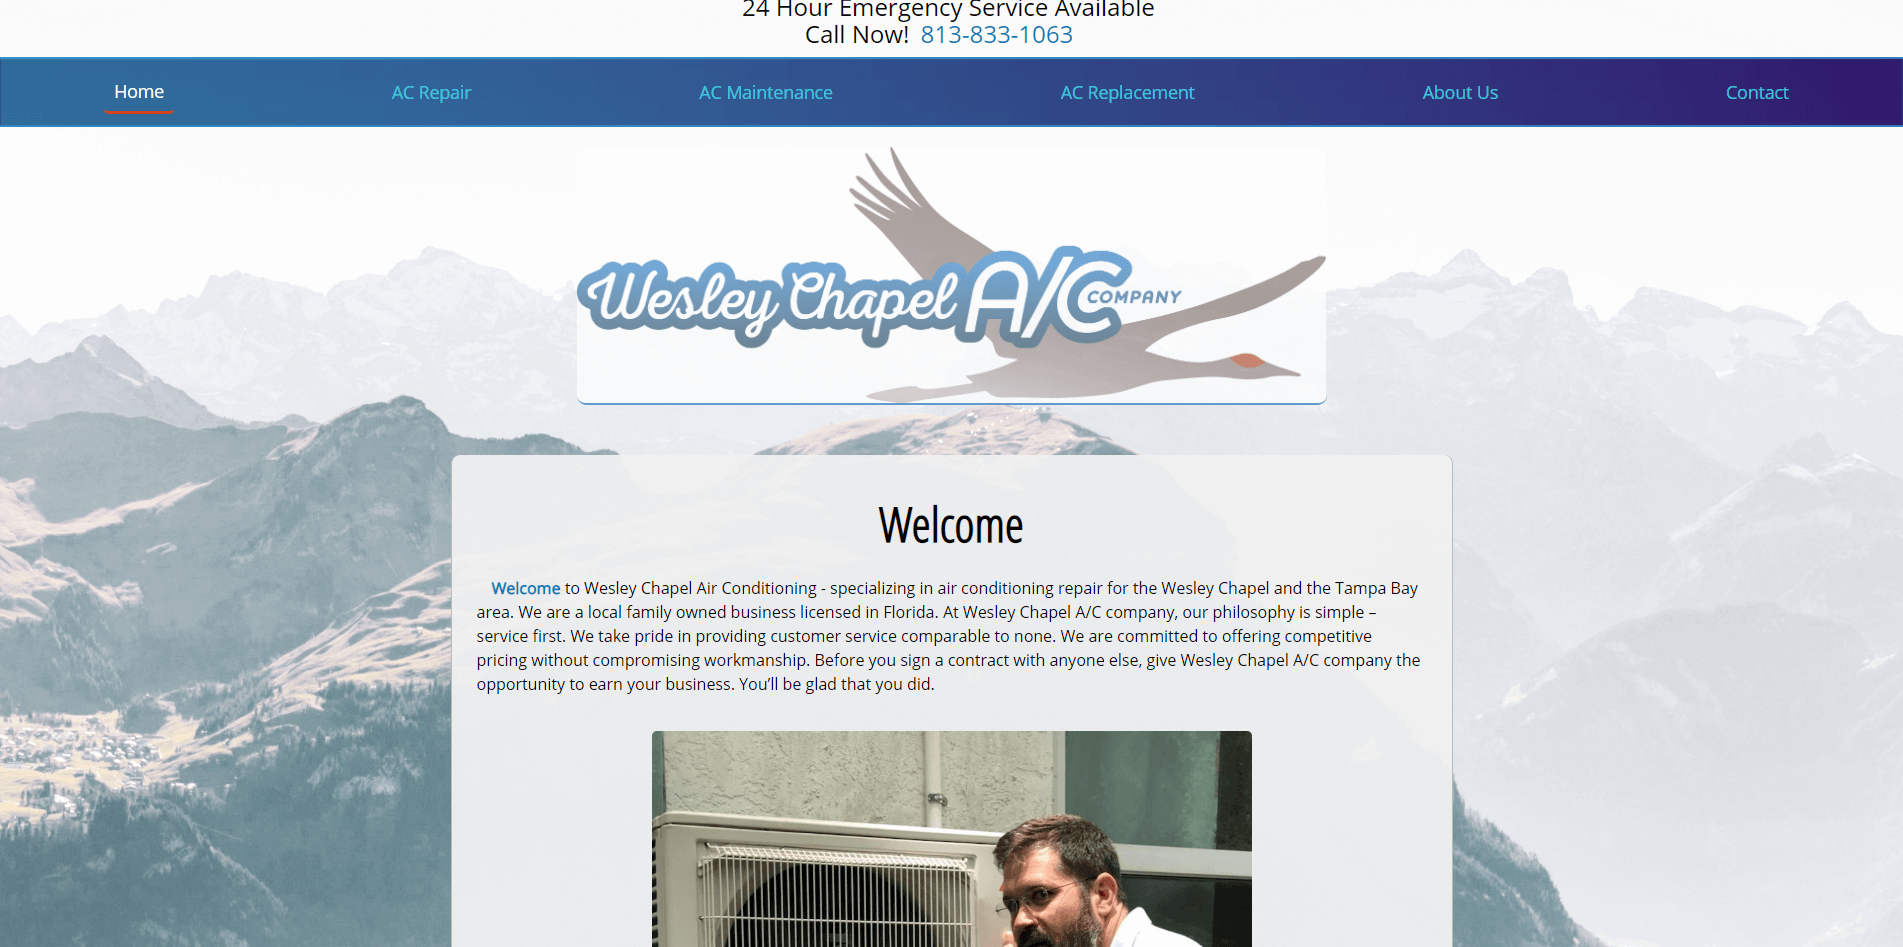 24 Hour Emergency Service Available
Call Now! 813-833-1063
Home AC Repair AC Maintenance AC Replacement About Us Contact
Wesley Chapel A/C COMPANY
Welcome
Welcome to Wesley Chapel Air Conditioning - specializing in air conditioning repair for the Wesley Chapel and the Tampa Bay
area. We are a local family owned business licensed in Florida. At Wesley Chapel A/C company, our philosophy is simple –
service first. We take pride in providing customer service comparable to none. We are committed to offering competitive
pricing without compromising workmanship. Before you sign a contract with anyone else, give Wesley Chapel A/C company the
opportunity to earn your business. You’ll be glad that you did.